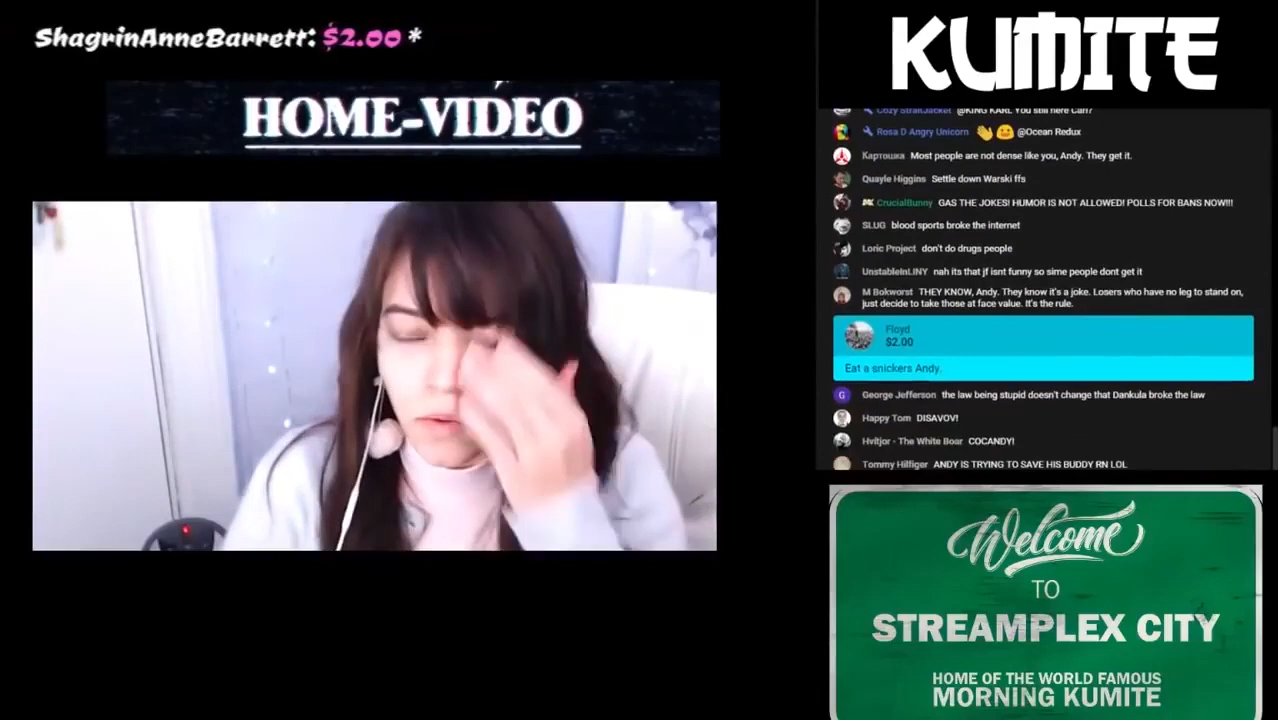 ShagrinAnneBarrett: $2.00 *
HOME-VIDEO
KUMITE
Cozy StraitJacket @KING KARL You still here Carl?
Rosa D Angry Unicorn 👋😐 @Ocean Redux
Картошка Most people are not dense like you, Andy. They get it.
Quayle Higgins Settle down Warski ffs
CrucialBunny GAS THE JOKES! HUMOR IS NOT ALLOWED! POLLS FOR BANS NOW!!!
SLUG blood sports broke the internet
Loric Project don't do drugs people
UnstableInLINY nah its that jf isnt funny so sime people dont get it
M Bokworst THEY KNOW, Andy. They know it's a joke. Losers who have no leg to stand on,
just decide to take those at face value. It's the rule.
Floyd
$2.00
Eat a snickers Andy.
G George Jefferson the law being stupid doesn't change that Dankula broke the law
Happy Tom DISAVOV!
Hvítjor - The White Boar COCANDY!
Tommy Hilfiger ANDY IS TRYING TO SAVE HIS BUDDY RN LOL
Welcome
TO
STREAMPLEX CITY
HOME OF THE WORLD FAMOUS
MORNING KUMITE